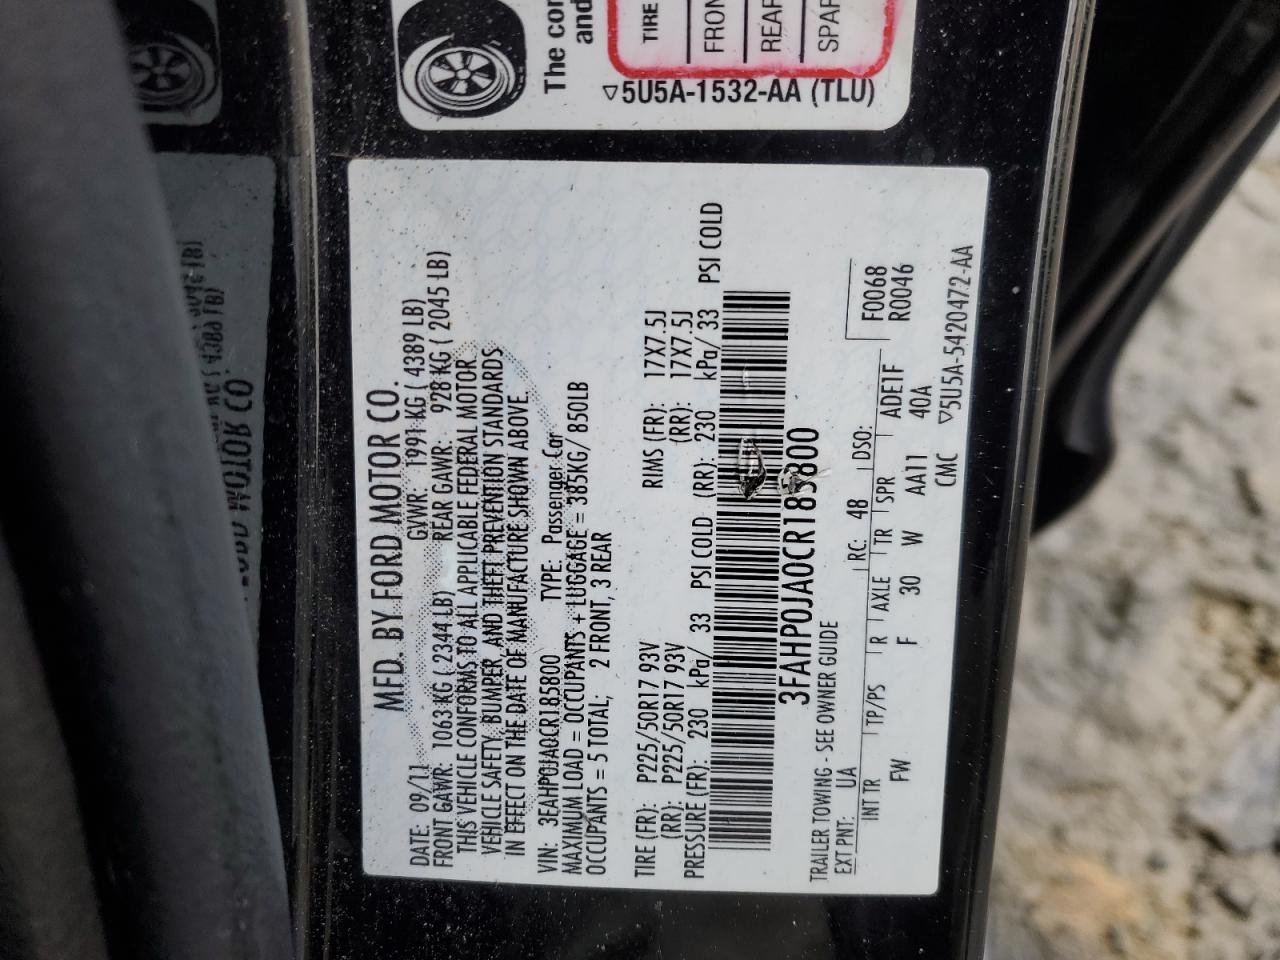 The cor
and
TIRE
FRON
REAR
SPAR
5U5A-1532-AA (TLU)
MFD. BY FORD MOTOR CO.
DATE: 09/11 GVWR: 1991 KG ( 4389 LB)
FRONT GAWR: 1063 KG ( 2344 LB) REAR GAWR: 928 KG ( 2045 LB)
THIS VEHICLE CONFORMS TO ALL APPLICABLE FEDERAL MOTOR
VEHICLE SAFETY, BUMPER, AND THEFT PREVENTION STANDARDS
IN EFFECT ON THE DATE OF MANUFACTURE SHOWN ABOVE.
VIN: 3FAHP0JA0CR185800 TYPE: Passenger Car
MAXIMUM LOAD = OCCUPANTS + LUGGAGE = 385KG/ 850LB
OCCUPANTS = 5 TOTAL; 2 FRONT, 3 REAR
TIRE (FR): P225/50R17 93V RIMS (FR): 17X7.5J
(RR): P225/50R17 93V (RR): 17X7.5J
PRESSURE (FR): 230 kPa/ 33 PSI COLD (RR): 230 kPa/ 33 PSI COLD
3FAHP0JA0CR185800
TRAILER TOWING - SEE OWNER GUIDE
F0068
R0046
EXT PNT: UA RC: 48 DSO:
INT TR TP/PS R AXLE TR SPR ADE1F
FW F 30 W AA11 40A
CMC 5U5A-5420472-AA